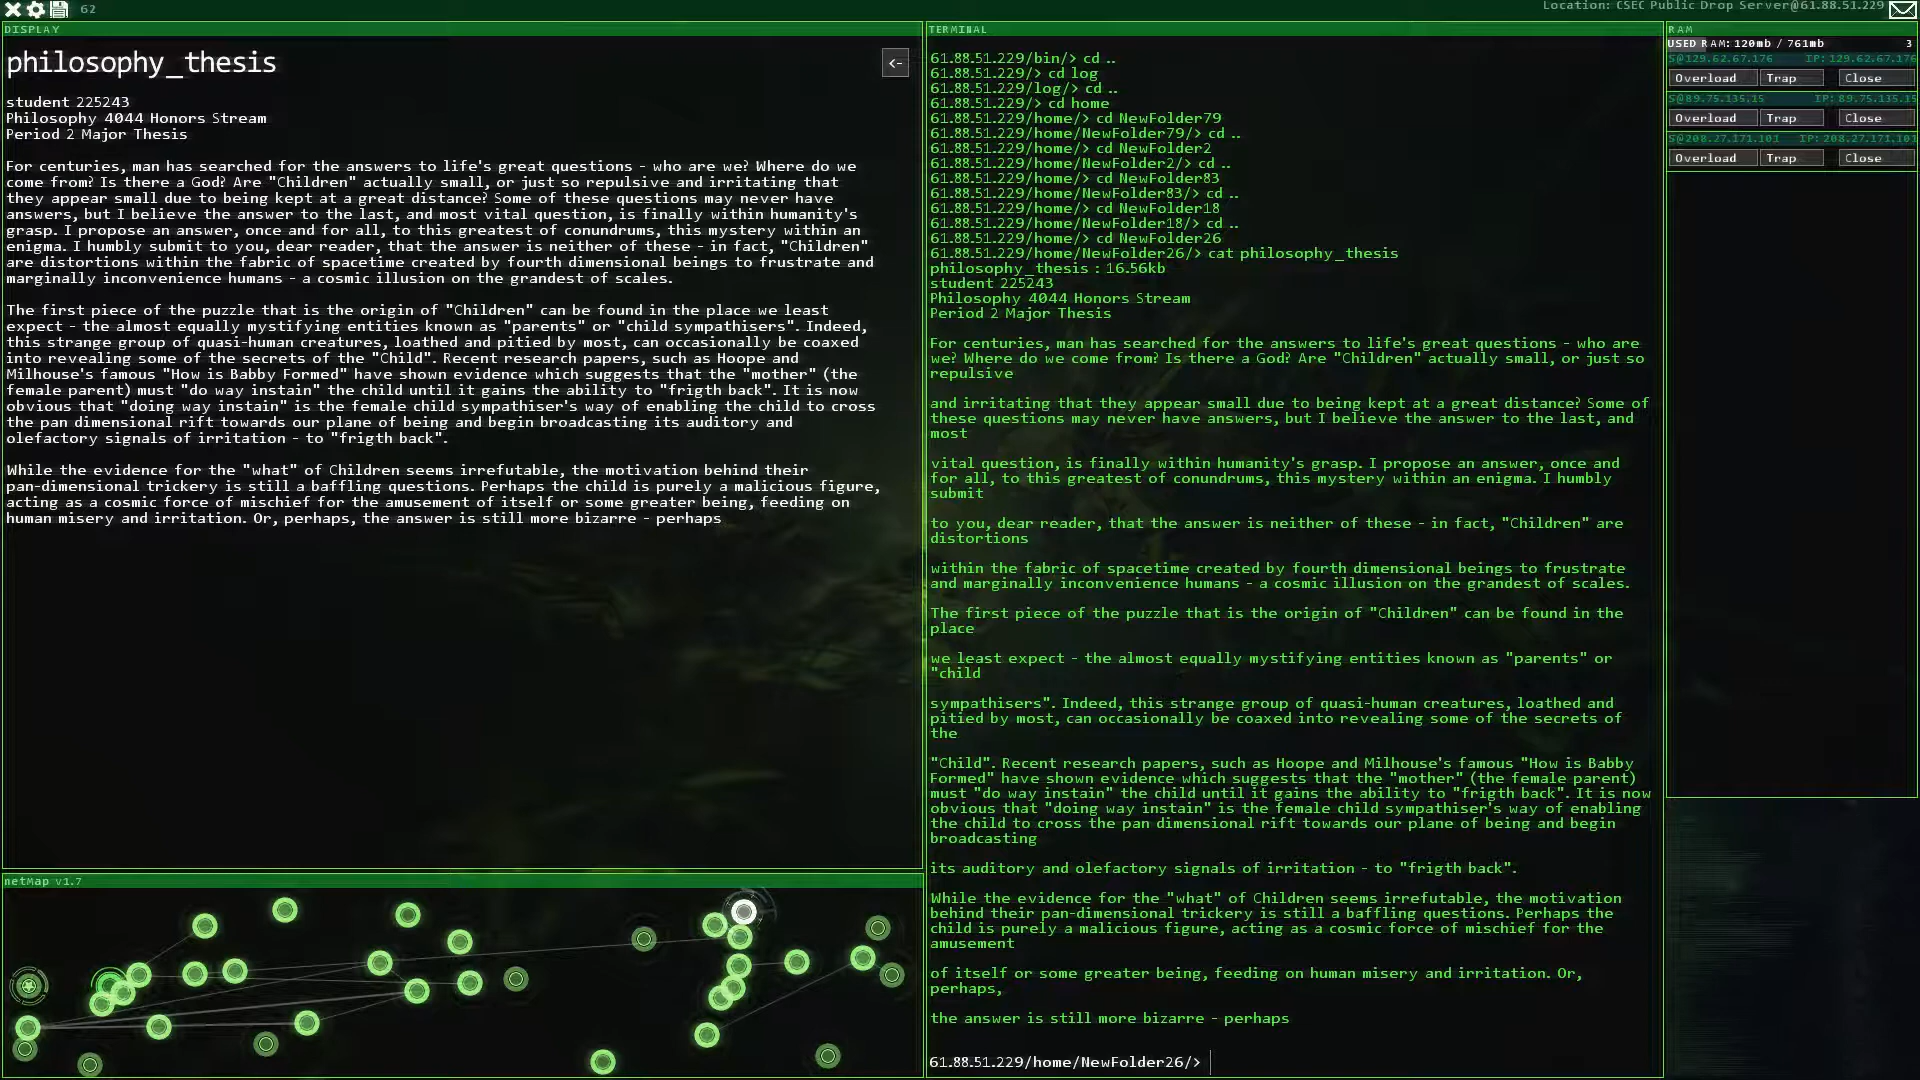 62
Location: CSEC Public Drop Server@61.88.51.229
DISPLAY
philosophy_thesis
<-
student 225243
Philosophy 4044 Honors Stream
Period 2 Major Thesis
For centuries, man has searched for the answers to life's great questions - who are we? Where do we
come from? Is there a God? Are "Children" actually small, or just so repulsive and irritating that
they appear small due to being kept at a great distance? Some of these questions may never have
answers, but I believe the answer to the last, and most vital question, is finally within humanity's
grasp. I propose an answer, once and for all, to this greatest of conundrums, this mystery within an
enigma. I humbly submit to you, dear reader, that the answer is neither of these - in fact, "Children"
are distortions within the fabric of spacetime created by fourth dimensional beings to frustrate and
marginally inconvenience humans - a cosmic illusion on the grandest of scales.
The first piece of the puzzle that is the origin of "Children" can be found in the place we least
expect - the almost equally mystifying entities known as "parents" or "child sympathisers". Indeed,
this strange group of quasi-human creatures, loathed and pitied by most, can occasionally be coaxed
into revealing some of the secrets of the "Child". Recent research papers, such as Hoope and
Milhouse's famous "How is Babby Formed" have shown evidence which suggests that the "mother" (the
female parent) must "do way instain" the child until it gains the ability to "frigth back". It is now
obvious that "doing way instain" is the female child sympathiser's way of enabling the child to cross
the pan dimensional rift towards our plane of being and begin broadcasting its auditory and
olefactory signals of irritation - to "frigth back".
While the evidence for the "what" of Children seems irrefutable, the motivation behind their
pan-dimensional trickery is still a baffling questions. Perhaps the child is purely a malicious figure,
acting as a cosmic force of mischief for the amusement of itself or some greater being, feeding on
human misery and irritation. Or, perhaps, the answer is still more bizarre - perhaps
netMap v1.7
TERMINAL
61.88.51.229/bin/> cd ..
61.88.51.229/> cd log
61.88.51.229/log/> cd ..
61.88.51.229/> cd home
61.88.51.229/home/> cd NewFolder79
61.88.51.229/home/NewFolder79/> cd ..
61.88.51.229/home/> cd NewFolder2
61.88.51.229/home/NewFolder2/> cd ..
61.88.51.229/home/> cd NewFolder83
61.88.51.229/home/NewFolder83/> cd ..
61.88.51.229/home/> cd NewFolder18
61.88.51.229/home/NewFolder18/> cd ..
61.88.51.229/home/> cd NewFolder26
61.88.51.229/home/NewFolder26/> cat philosophy_thesis
philosophy_thesis : 16.56kb
student 225243
Philosophy 4044 Honors Stream
Period 2 Major Thesis
For centuries, man has searched for the answers to life's great questions - who are
we? Where do we come from? Is there a God? Are "Children" actually small, or just so
repulsive
and irritating that they appear small due to being kept at a great distance? Some of
these questions may never have answers, but I believe the answer to the last, and
most
vital question, is finally within humanity's grasp. I propose an answer, once and
for all, to this greatest of conundrums, this mystery within an enigma. I humbly
submit
to you, dear reader, that the answer is neither of these - in fact, "Children" are
distortions
within the fabric of spacetime created by fourth dimensional beings to frustrate
and marginally inconvenience humans - a cosmic illusion on the grandest of scales.
The first piece of the puzzle that is the origin of "Children" can be found in the
place
we least expect - the almost equally mystifying entities known as "parents" or
"child
sympathisers". Indeed, this strange group of quasi-human creatures, loathed and
pitied by most, can occasionally be coaxed into revealing some of the secrets of
the
"Child". Recent research papers, such as Hoope and Milhouse's famous "How is Babby
Formed" have shown evidence which suggests that the "mother" (the female parent)
must "do way instain" the child until it gains the ability to "frigth back". It is now
obvious that "doing way instain" is the female child sympathiser's way of enabling
the child to cross the pan dimensional rift towards our plane of being and begin
broadcasting
its auditory and olefactory signals of irritation - to "frigth back".
While the evidence for the "what" of Children seems irrefutable, the motivation
behind their pan-dimensional trickery is still a baffling questions. Perhaps the
child is purely a malicious figure, acting as a cosmic force of mischief for the
amusement
of itself or some greater being, feeding on human misery and irritation. Or,
perhaps,
the answer is still more bizarre - perhaps
61.88.51.229/home/NewFolder26/>
RAM
USED RAM: 120mb / 761mb 3
S@129.62.67.176 IP: 129.62.67.176
Overload Trap Close
S@89.75.135.15 IP: 89.75.135.15
Overload Trap Close
S@208.27.171.101 IP: 208.27.171.101
Overload Trap Close